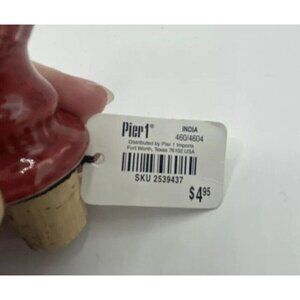 Pier1® INDIA
460/4604
Distributed by Pier 1 Imports
Fort Worth, Texas 76102 USA
SKU 2539437
$4.95